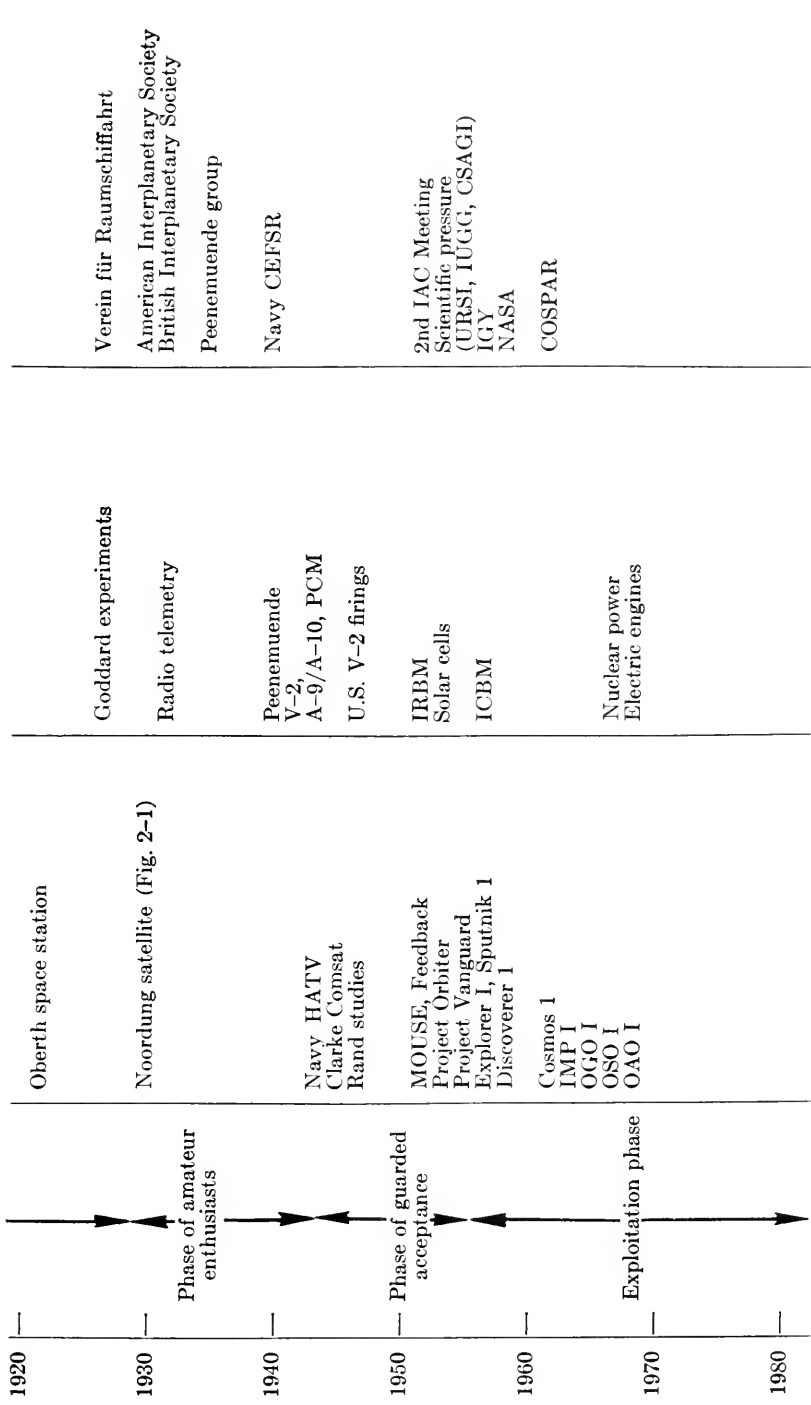 1920
1930
1940
1950
1960
1970
1980
Phase of amateur
enthusiasts
Phase of guarded
acceptance
Exploitation phase
Oberth space station
Noordung satellite (Fig. 2–1)
Navy HATV
Clarke Comsat
Rand studies
MOUSE, Feedback
Project Orbiter
Project Vanguard
Explorer I, Sputnik 1
Discoverer 1
Cosmos 1
IMP I
OGO I
OSO I
OAO I
Goddard experiments
Radio telemetry
Peenemuende
V–2,
A–9/A–10, PCM
U.S. V–2 firings
IRBM
Solar cells
ICBM
Nuclear power
Electric engines
Verein für Raumschiffahrt
American Interplanetary Society
British Interplanetary Society
Peenemuende group
Navy CEFSR
2nd IAC Meeting
Scientific pressure
(URSI, IUGG, CSAGI)
IGY
NASA
COSPAR